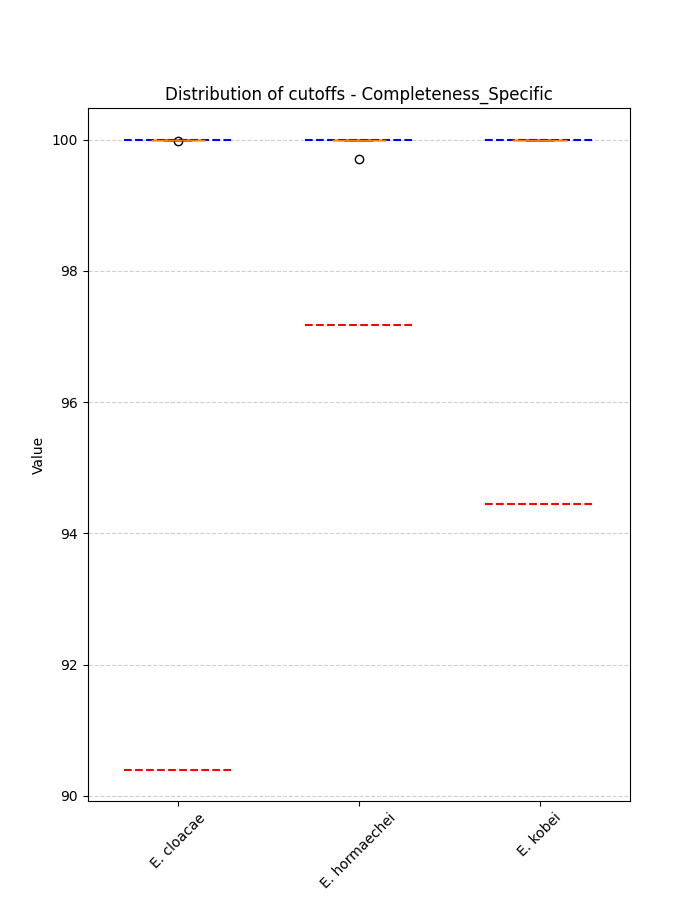 Distribution of cutoffs - Completeness_Specific
100
98
96
94
92
90
Value
E. cloacae
E. hormaechei
E. kobei